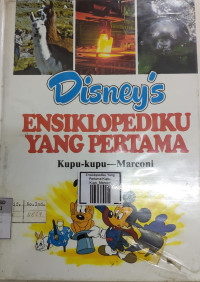 Disney's
ENSIKLOPEDIKU
YANG PERTAMA
Kupu-kupu—Marconi